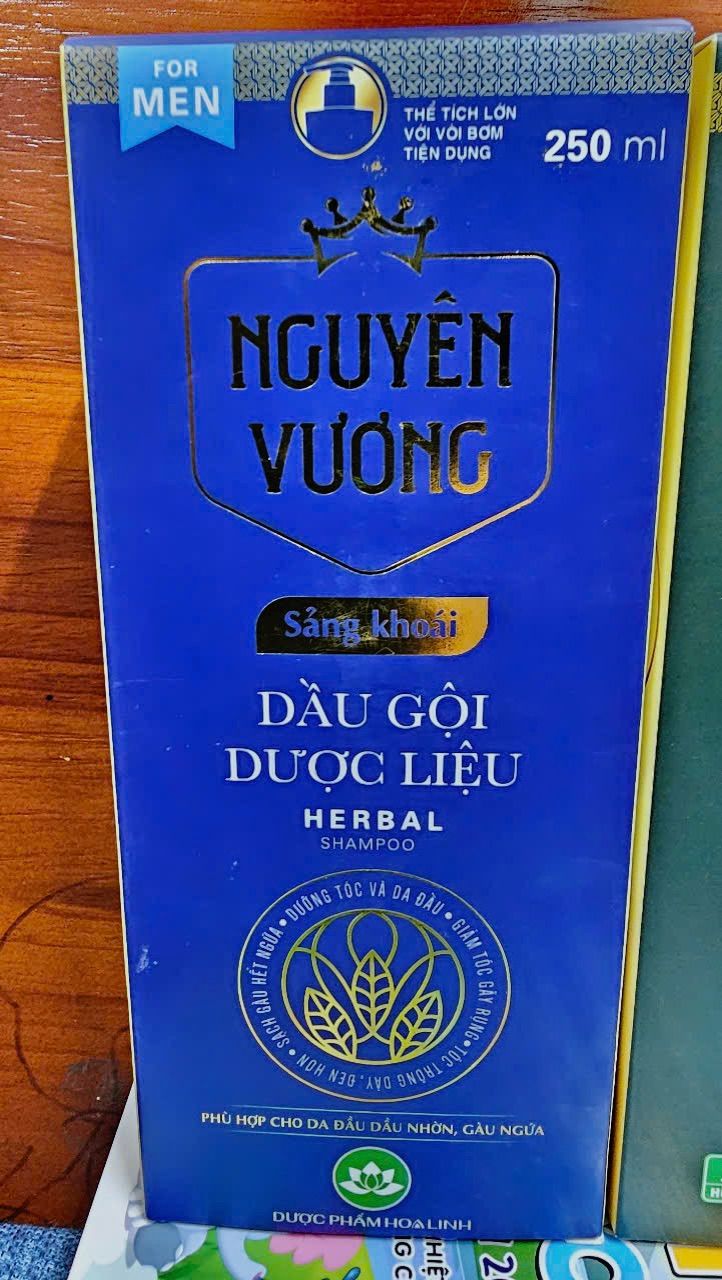 FOR
MEN
THỂ TÍCH LỚN
VỚI VÒI BƠM
TIỆN DỤNG
250 ml
NGUYÊN
VƯƠNG
Sảng khoái
DẦU GỘI
DƯỢC LIỆU
HERBAL
SHAMPOO
SẠCH GÀU HẾT NGỨA • DƯỠNG TÓC VÀ DA ĐẦU • GIẢM TÓC GÃY RỤNG • TÓC TRÔNG DÀY, ĐEN HƠN •
PHÙ HỢP CHO DA ĐẦU DẦU NHỜN, GÀU NGỨA
DƯỢC PHẨM HOA LINH